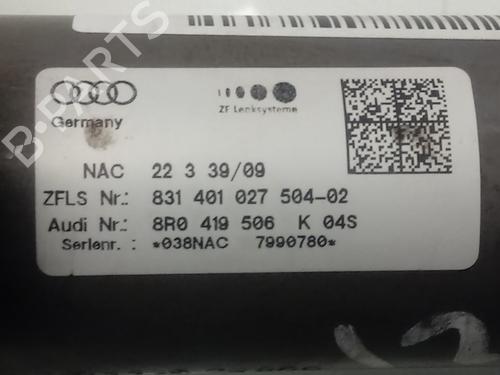 B-PARTS
Germany
ZF Lenksysteme
NAC 22 3 39/09
ZFLS Nr.: 831 401 027 504-02
Audi Nr.: 8R0 419 506 K 04S
Serienr. : *038NAC 7990780*